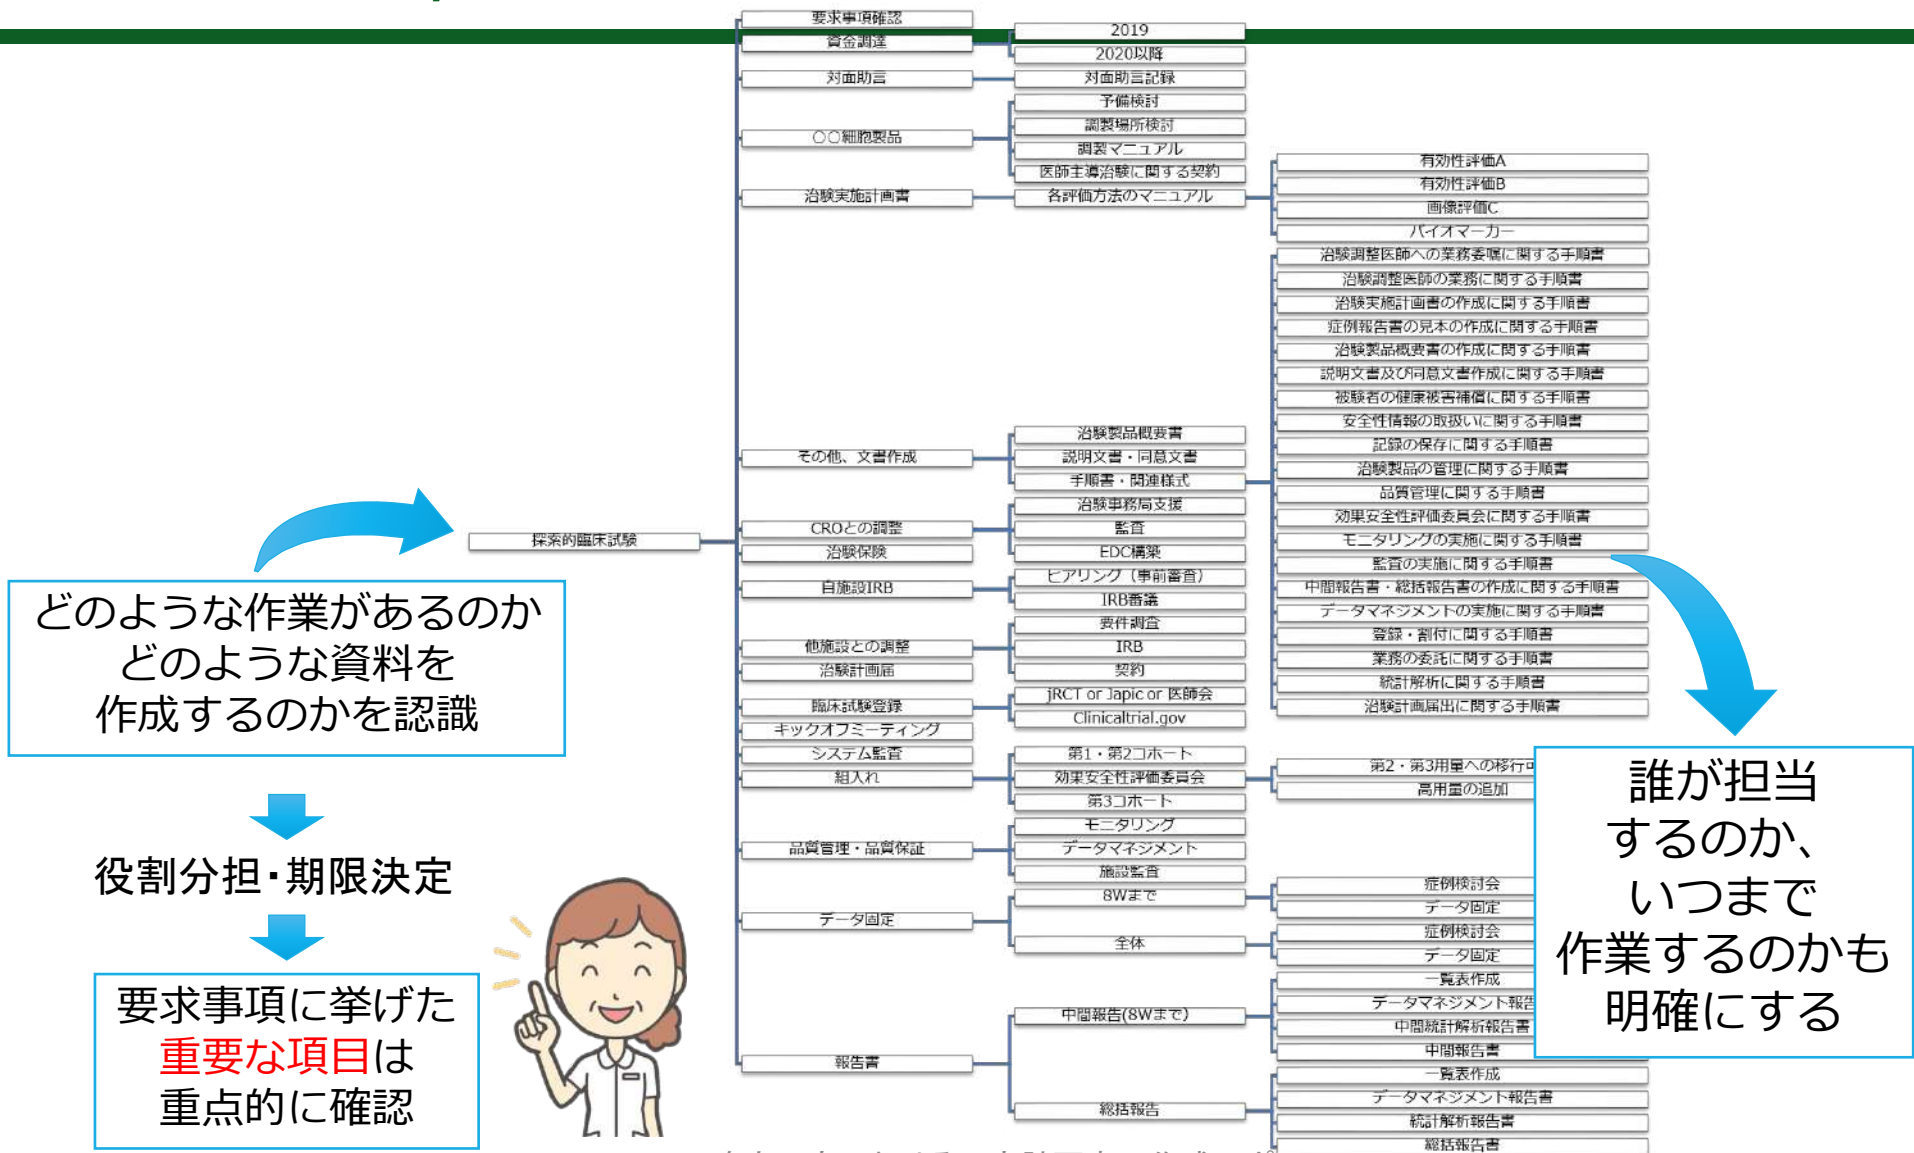 要求事項確認
資金調達
2019
2020以降
対面助言
対面助言記録
〇〇細胞製品
予備検討
調製場所検討
調製マニュアル
医師主導治験に関する契約
治験実施計画書
各評価方法のマニュアル
有効性評価A
有効性評価B
画像評価C
バイオマーカー
治験調整医師への業務委嘱に関する手順書
治験調整医師の業務に関する手順書
治験実施計画書の作成に関する手順書
症例報告書の見本の作成に関する手順書
治験製品概要書の作成に関する手順書
説明文書及び同意文書作成に関する手順書
被験者の健康被害補償に関する手順書
安全性情報の取扱いに関する手順書
記録の保存に関する手順書
治験製品の管理に関する手順書
品質管理に関する手順書
効果安全性評価委員会に関する手順書
モニタリングの実施に関する手順書
監査の実施に関する手順書
中間報告書・総括報告書の作成に関する手順書
データマネジメントの実施に関する手順書
登録・割付に関する手順書
業務の委託に関する手順書
統計解析に関する手順書
治験計画届出に関する手順書
その他、文書作成
治験製品概要書
説明文書・同意文書
手順書・関連様式
探索的臨床試験
CROとの調整
治験事務局支援
監査
EDC構築
治験保険
自施設IRB
ヒアリング（事前審査）
IRB審議
他施設との調整
要件調査
IRB
契約
治験計画届
臨床試験登録
jRCT or Japic or 医師会
Clinicaltrial.gov
キックオフミーティング
システム監査
組入れ
第1・第2コホート
効果安全性評価委員会
第3コホート
第2・第3用量への移行
高用量の追加
品質管理・品質保証
モニタリング
データマネジメント
施設監査
データ固定
8Wまで
症例検討会
データ固定
全体
症例検討会
データ固定
報告書
中間報告(8Wまで)
一覧表作成
データマネジメント報告
中間統計解析報告書
中間報告書
総括報告
一覧表作成
データマネジメント報告書
統計解析報告書
総括報告書
どのような作業があるのか
どのような資料を
作成するのかを認識
役割分担・期限決定
要求事項に挙げた
重要な項目は
重点的に確認
誰が担当
するのか、
いつまで
作業するのかも
明確にする